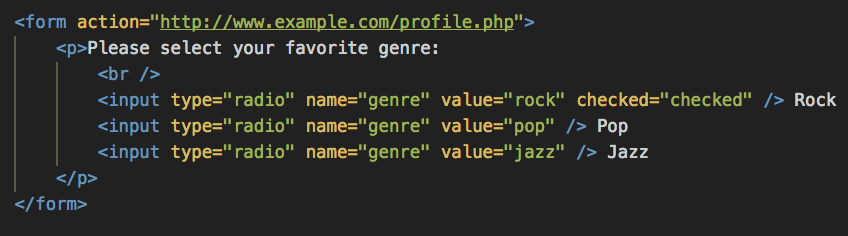 <form action="http://www.example.com/profile.php">
<p>Please select your favorite genre:
<br />
<input type="radio" name="genre" value="rock" checked="checked" /> Rock
<input type="radio" name="genre" value="pop" /> Pop
<input type="radio" name="genre" value="jazz" /> Jazz
</p>
</form>